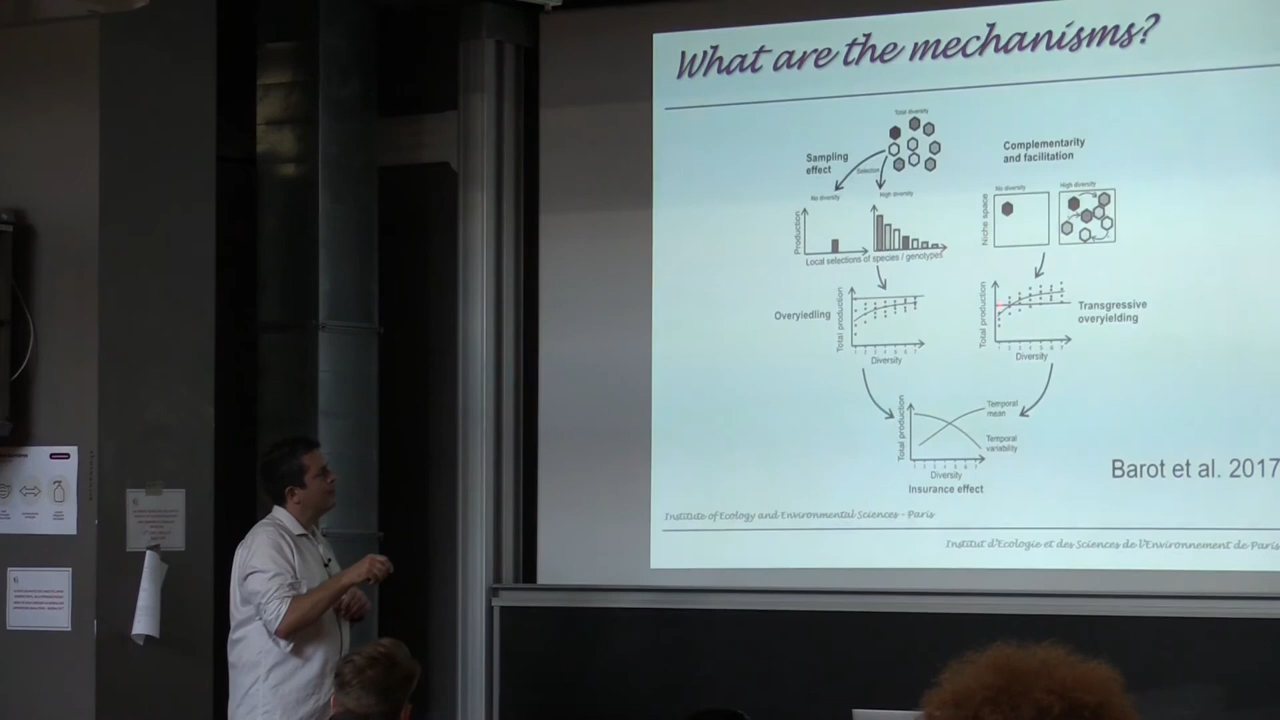 What are the mechanisms?
Total diversity
Sampling
effect
Selection
No diversity
High diversity
Production
Local selections of species / genotypes
Complementarity
and facilitation
No diversity
High diversity
Niche space
Overyiedling
Total production
Diversity
Total production
Diversity
Transgressive
overyielding
Total production
Temporal
mean
Temporal
variability
Diversity
Insurance effect
Barot et al. 2017
Institute of Ecology and Environmental Sciences - Paris
Institut d'Ecologie et des Sciences de l'Environnement de Paris